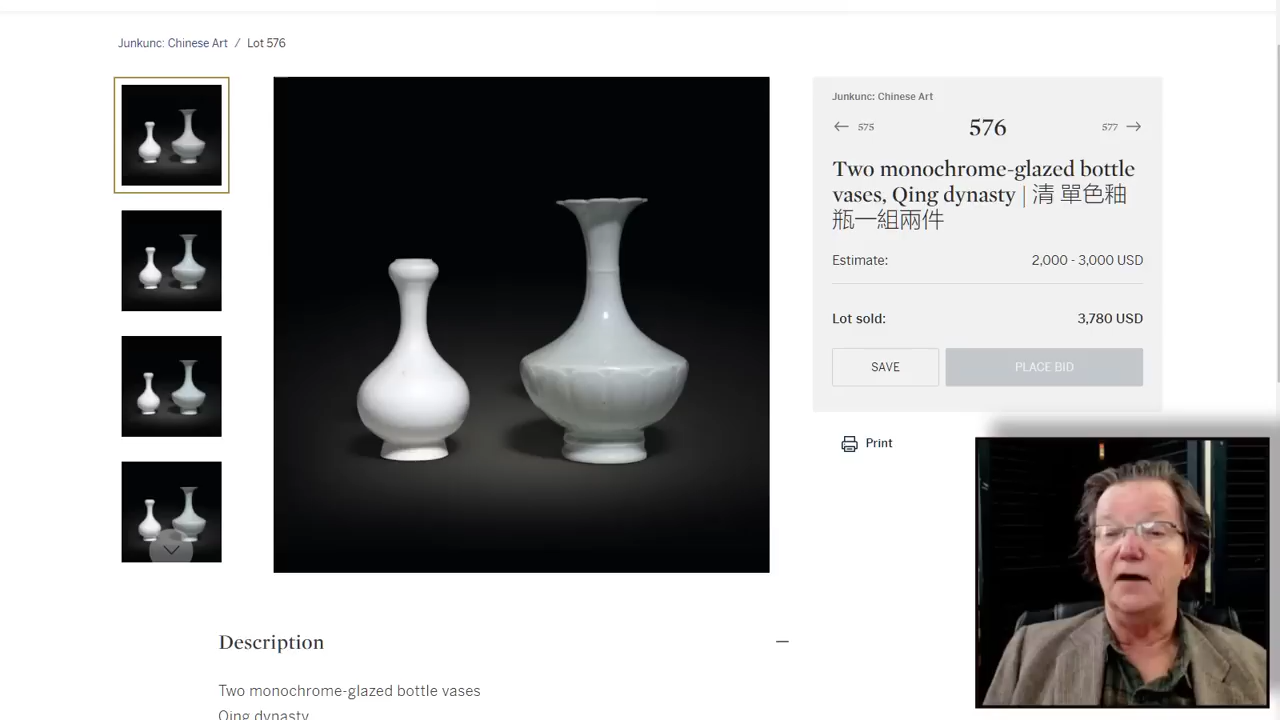 Junkunc: Chinese Art / Lot 576
Junkunc: Chinese Art
575 576 577
Two monochrome-glazed bottle
vases, Qing dynasty | 清 單色釉
瓶一組兩件
Estimate: 2,000 - 3,000 USD
Lot sold: 3,780 USD
SAVE PLACE BID
Print
Description
Two monochrome-glazed bottle vases
Qing dynasty